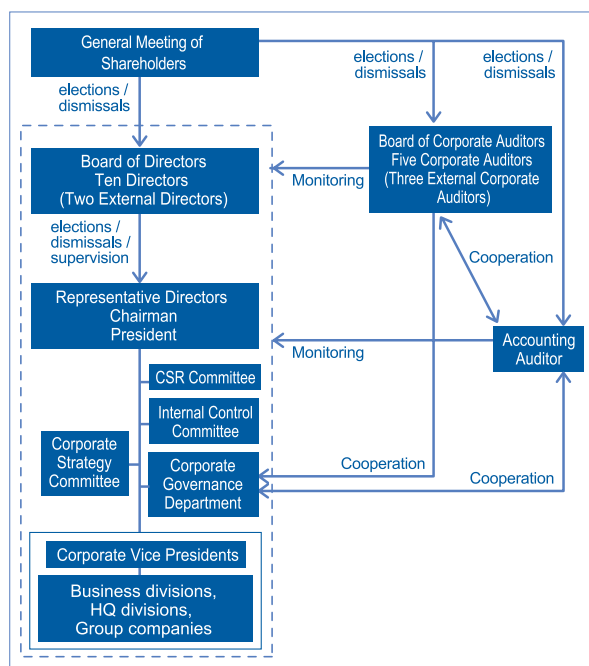 General Meeting of
Shareholders
elections /
dismissals
elections /
dismissals
elections /
dismissals
Board of Directors
Ten Directors
(Two External Directors)
Monitoring
Board of Corporate Auditors
Five Corporate Auditors
(Three External Corporate
Auditors)
elections /
dismissals /
supervision
Cooperation
Representative Directors
Chairman
President
Monitoring
Accounting
Auditor
CSR Committee
Internal Control
Committee
Corporate
Strategy
Committee
Corporate
Governance
Department
Cooperation
Cooperation
Corporate Vice Presidents
Business divisions,
HQ divisions,
Group companies